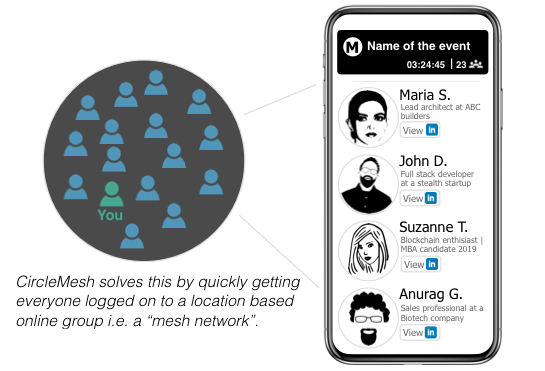 You
CircleMesh solves this by quickly getting
everyone logged on to a location based
online group i.e. a “mesh network”.
M Name of the event
03:24:45 | 23
Maria S.
Lead architect at ABC
builders
View in
John D.
Full stack developer
at a stealth startup
View in
Suzanne T.
Blockchain enthisiast |
MBA candidate 2019
View in
Anurag G.
Sales professional at a
Biotech company
View in